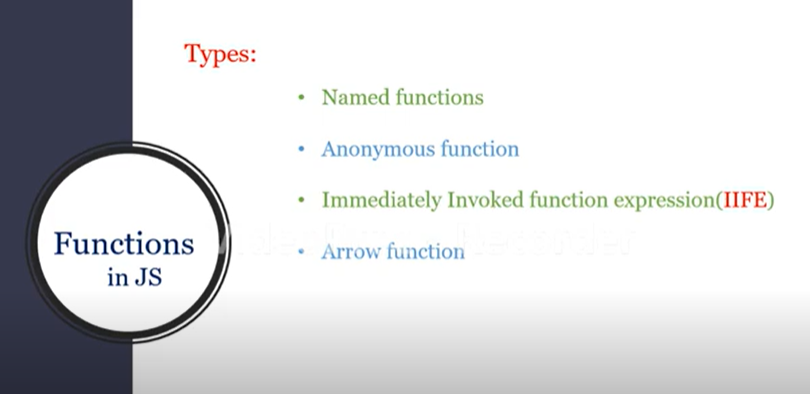 Types:
• Named functions
• Anonymous function
• Immediately Invoked function expression(IIFE)
• Arrow function
Functions
in JS